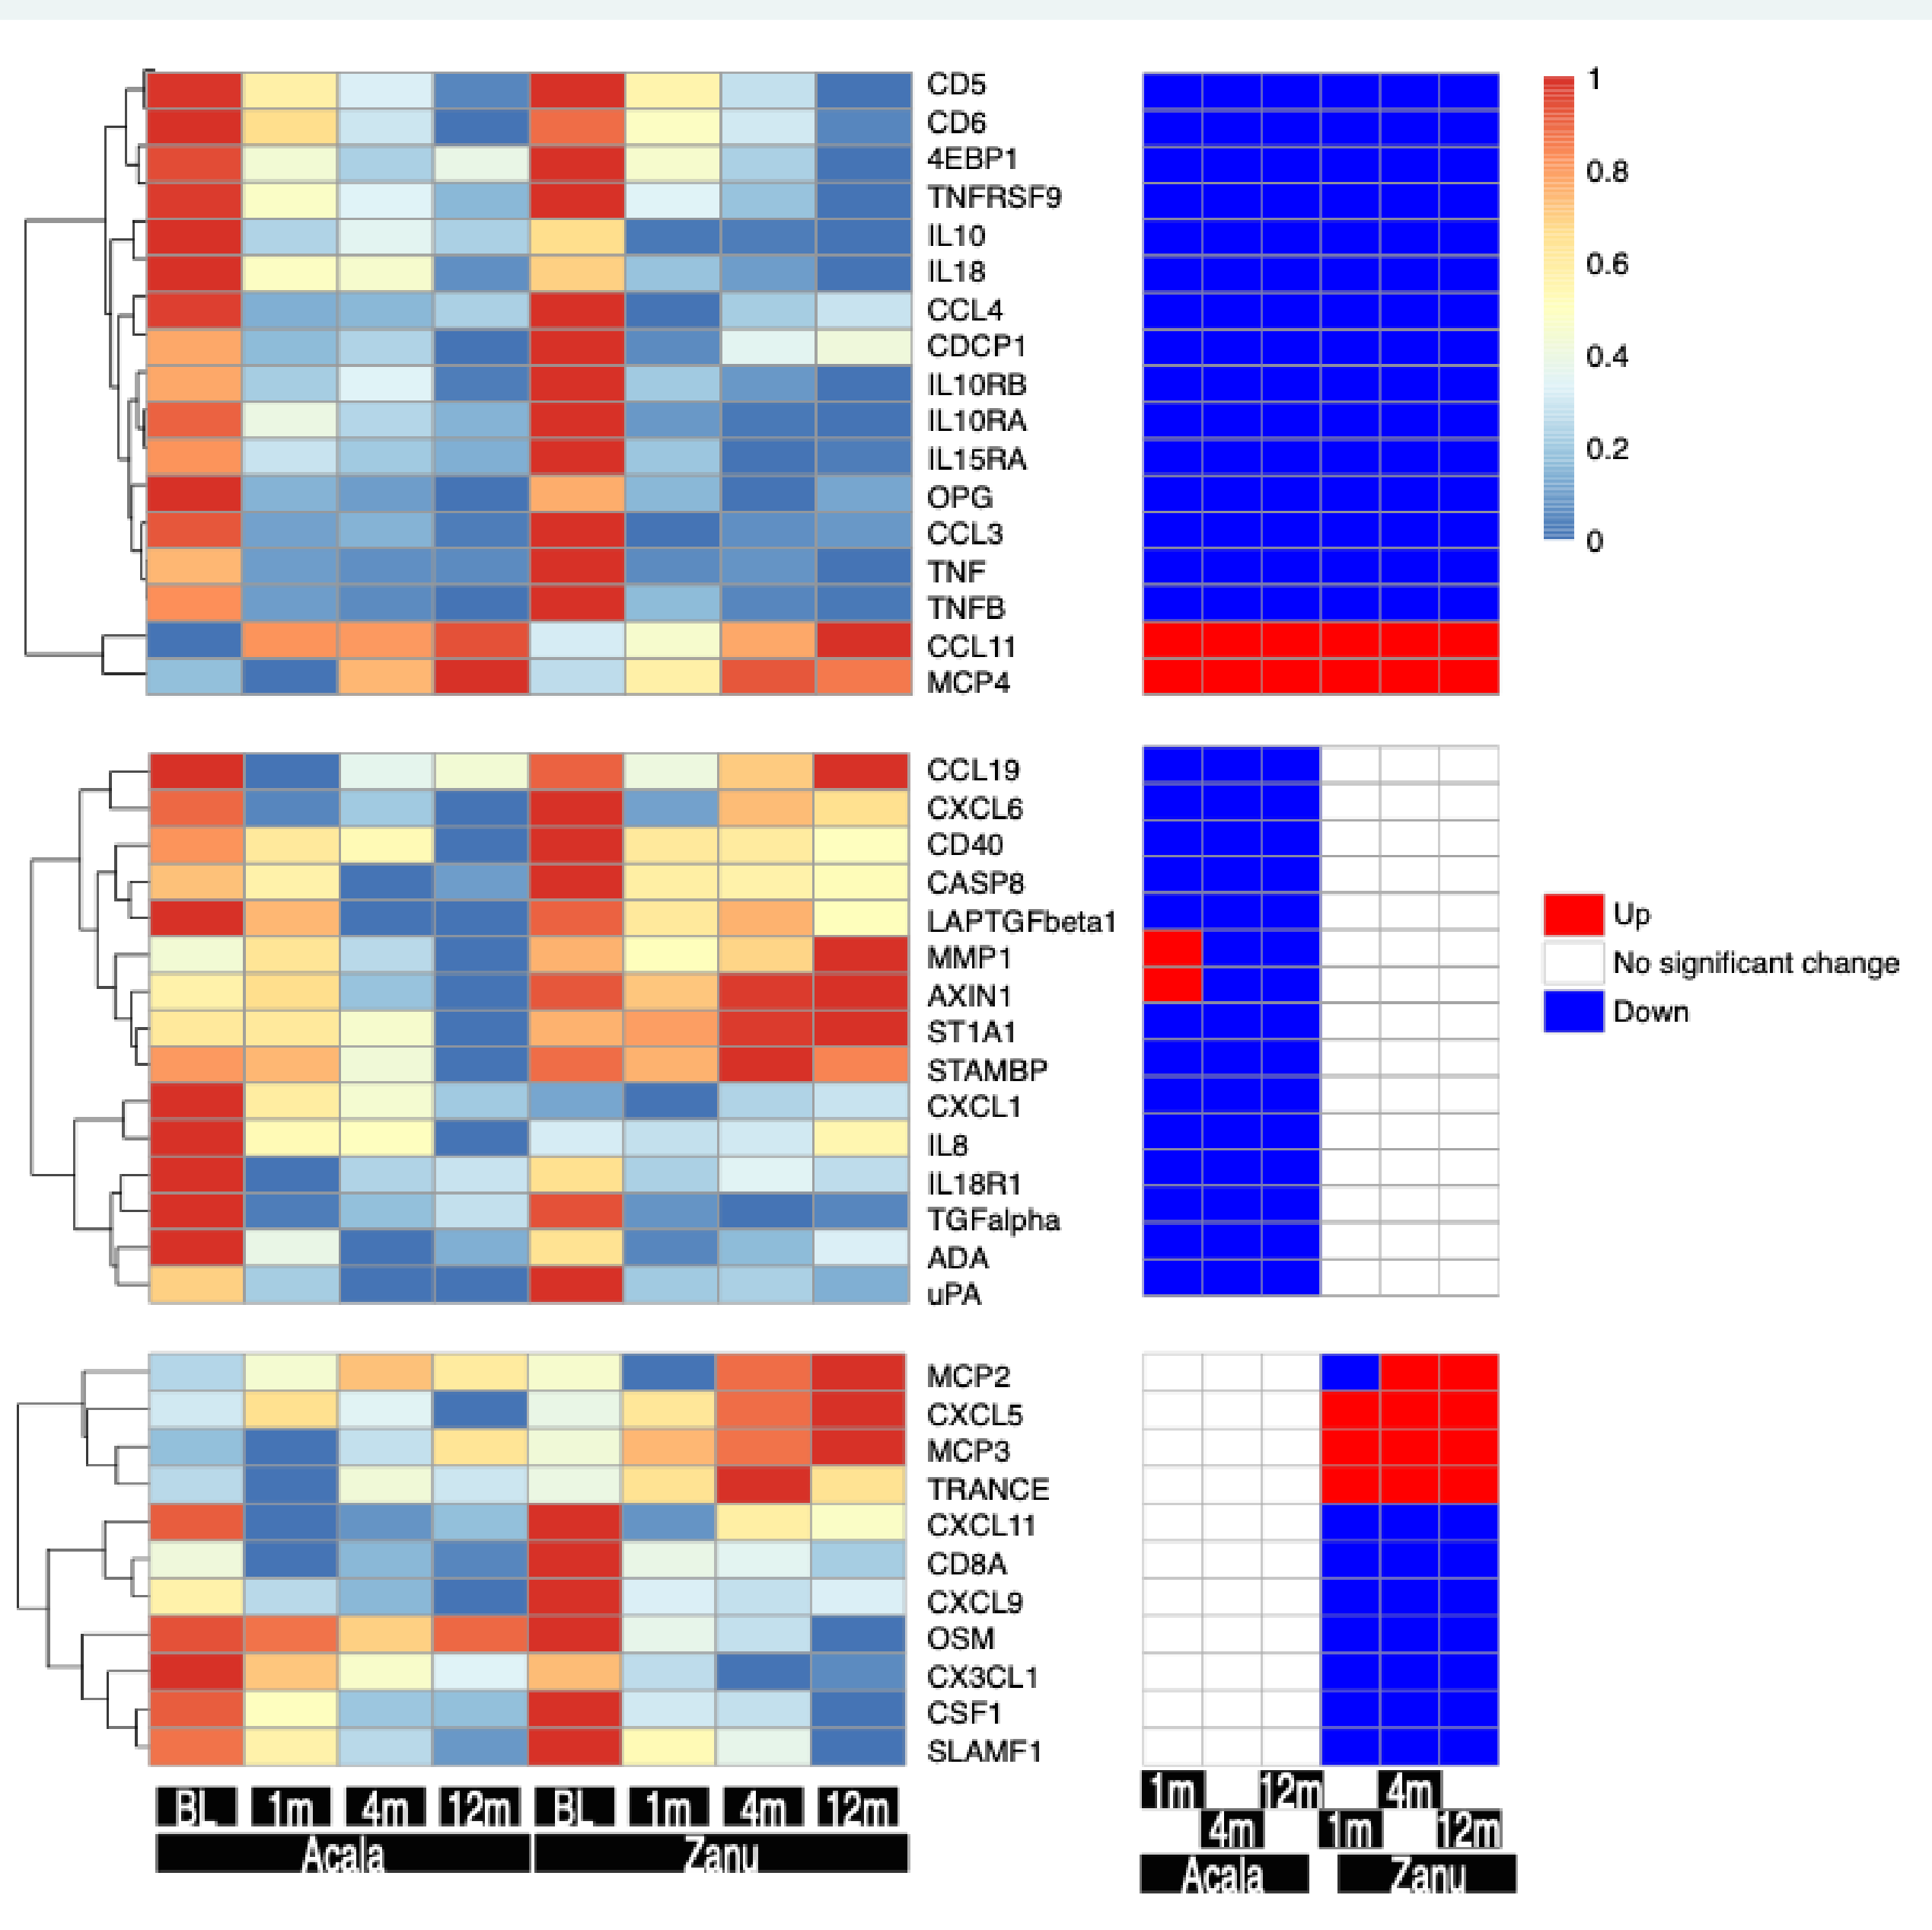 CD5
CD6
4EBP1
TNFRSF9
IL10
IL18
CCL4
CDCP1
IL10RB
IL10RA
IL15RA
OPG
CCL3
TNF
TNFB
CCL11
MCP4
1
0.8
0.6
0.4
0.2
0
CCL19
CXCL6
CD40
CASP8
LAPTGFbeta1
MMP1
AXIN1
ST1A1
STAMBP
CXCL1
IL8
IL18R1
TGFalpha
ADA
uPA
Up
No significant change
Down
MCP2
CXCL5
MCP3
TRANCE
CXCL11
CD8A
CXCL9
OSM
CX3CL1
CSF1
SLAMF1
BL 1m 4m 12m BL 1m 4m 12m
Acala Zanu
1m 12m 4m
4m 1m 12m
Acala Zanu